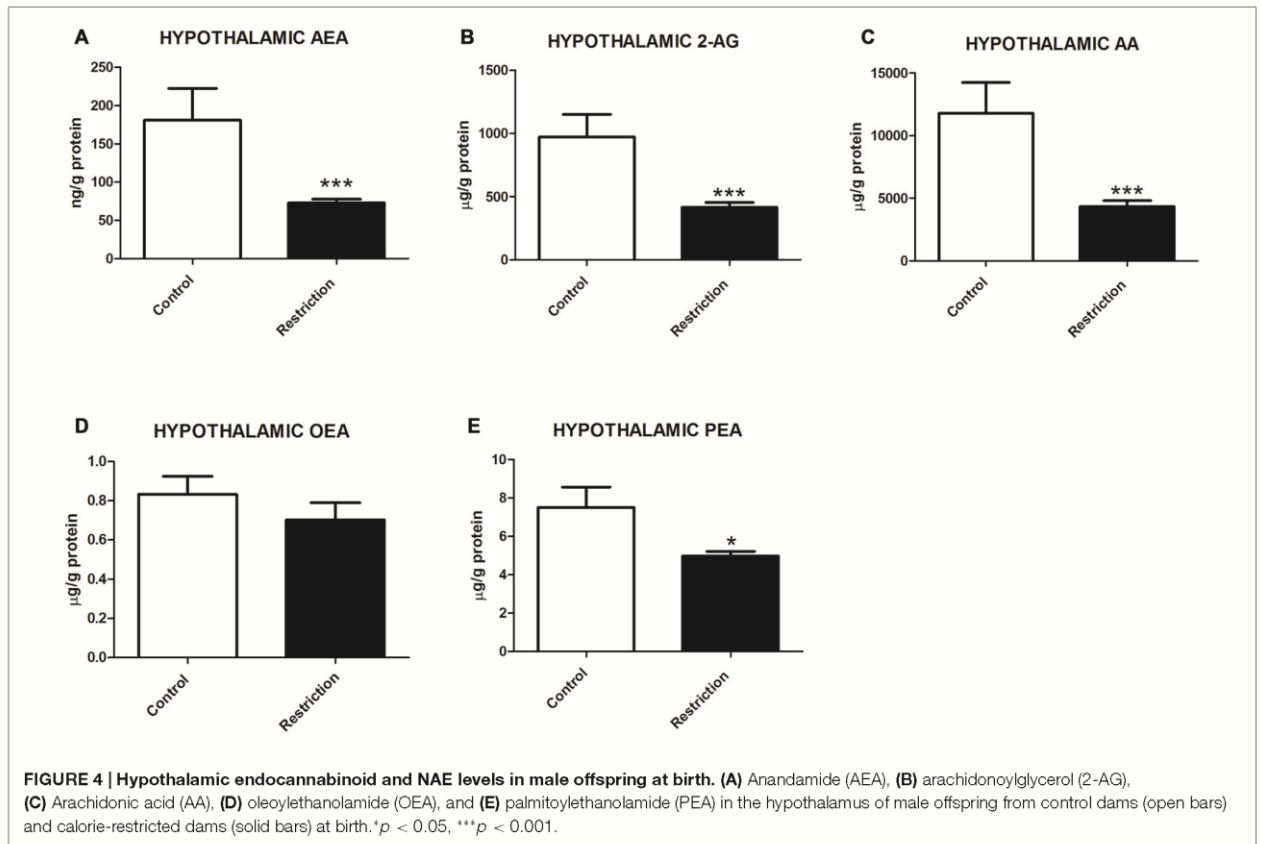 A
HYPOTHALAMIC AEA
250
200
150
100
50
0
ng/g protein
***
Control
Restriction
B
HYPOTHALAMIC 2-AG
1500
1000
500
0
µg/g protein
***
Control
Restriction
C
HYPOTHALAMIC AA
15000
10000
5000
0
µg/g protein
***
Control
Restriction
D
HYPOTHALAMIC OEA
1.0
0.8
0.6
0.4
0.2
0.0
µg/g protein
Control
Restriction
E
HYPOTHALAMIC PEA
10
8
6
4
2
0
µg/g protein
*
Control
Restriction
FIGURE 4 | Hypothalamic endocannabinoid and NAE levels in male offspring at birth. (A) Anandamide (AEA), (B) arachidonoylglycerol (2-AG),
(C) Arachidonic acid (AA), (D) oleoylethanolamide (OEA), and (E) palmitoylethanolamide (PEA) in the hypothalamus of male offspring from control dams (open bars)
and calorie-restricted dams (solid bars) at birth.*p < 0.05, ***p < 0.001.